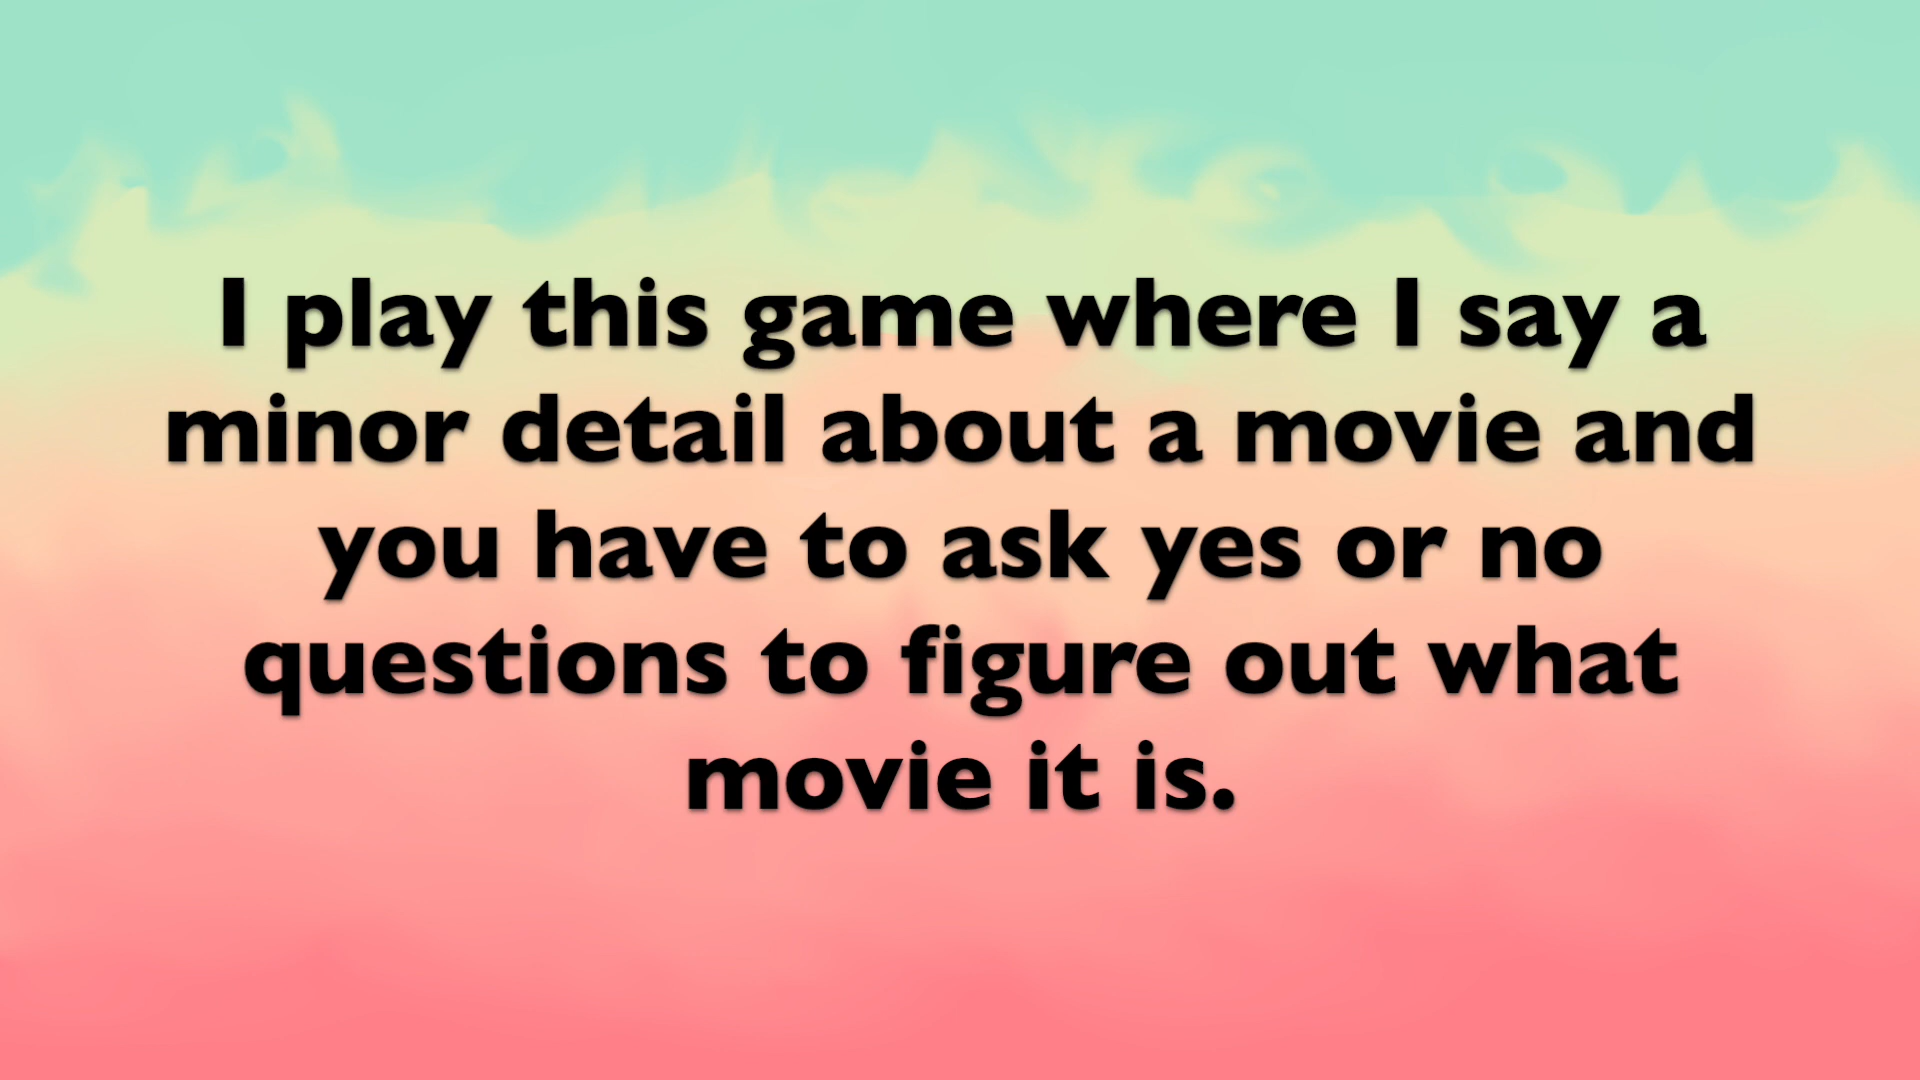 I play this game where I say a
minor detail about a movie and
you have to ask yes or no
questions to figure out what
movie it is.